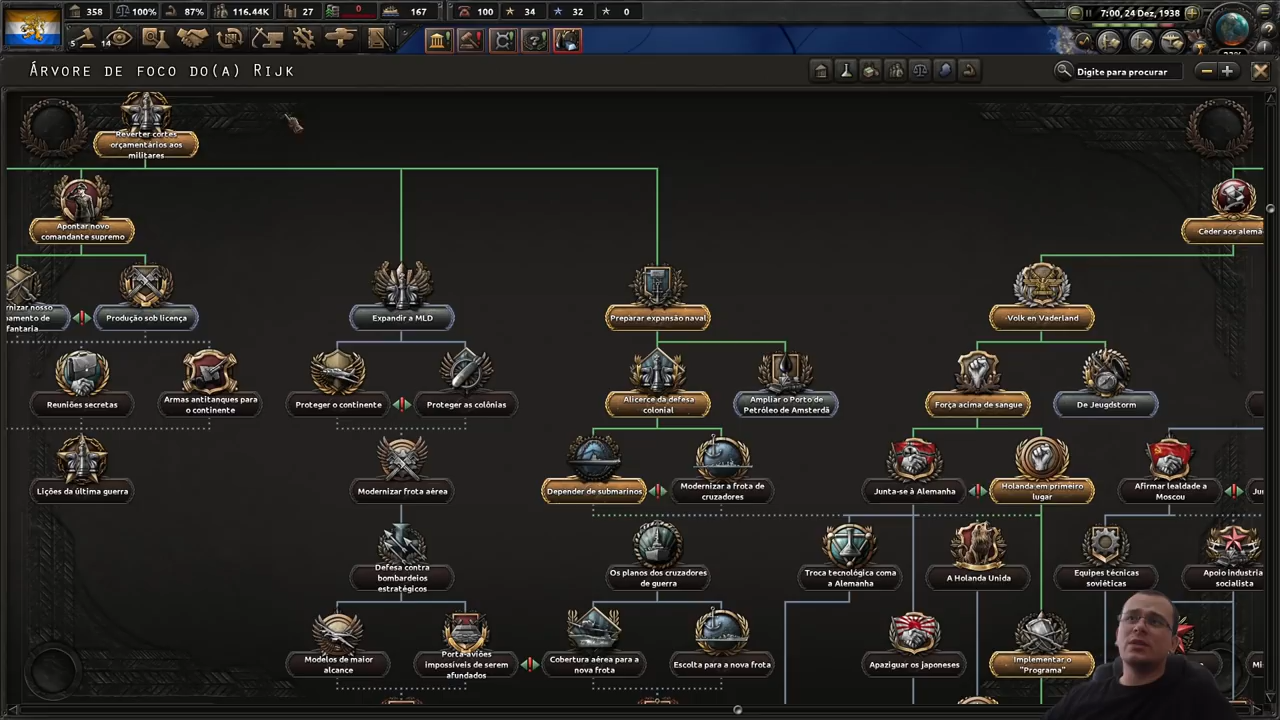 358
100%
87%
116.44K
27
0
167
100
34
32
0
7:00, 24 Dez, 1938
5
14
Árvore de foco do(a) Rijk
Digite para procurar
Reverter cortes
orçamentários aos
militares
Apontar novo
comandante supremo
Ceder aos alemã
Produção sob licença
Expandir a MLD
Preparar expansão naval
Volk en Vaderland
Reuniões secretas
Armas antitanques para
o continente
Proteger o continente
Proteger as colônias
Alicerce da defesa
colonial
Ampliar o Porto de
Petróleo de Amsterdã
Força acima de sangue
De Jeugdstorm
Lições da última guerra
Modernizar frota aérea
Depender de submarinos
Modernizar a frota de
cruzadores
Junta-se à Alemanha
Holanda em primeiro
lugar
Afirmar lealdade a
Moscou
Defesa contra
bombardeios
estratégicos
Os planos dos cruzadores
de guerra
Troca tecnológica coma
a Alemanha
A Holanda Unida
Equipes técnicas
soviéticas
Apoio industria
socialista
Modelos de maior
alcance
Porta-aviões
impossíveis de serem
afundados
Cobertura aérea para a
nova frota
Escolta para a nova frota
Apaziguar os japoneses
Implementar o
"Programa"